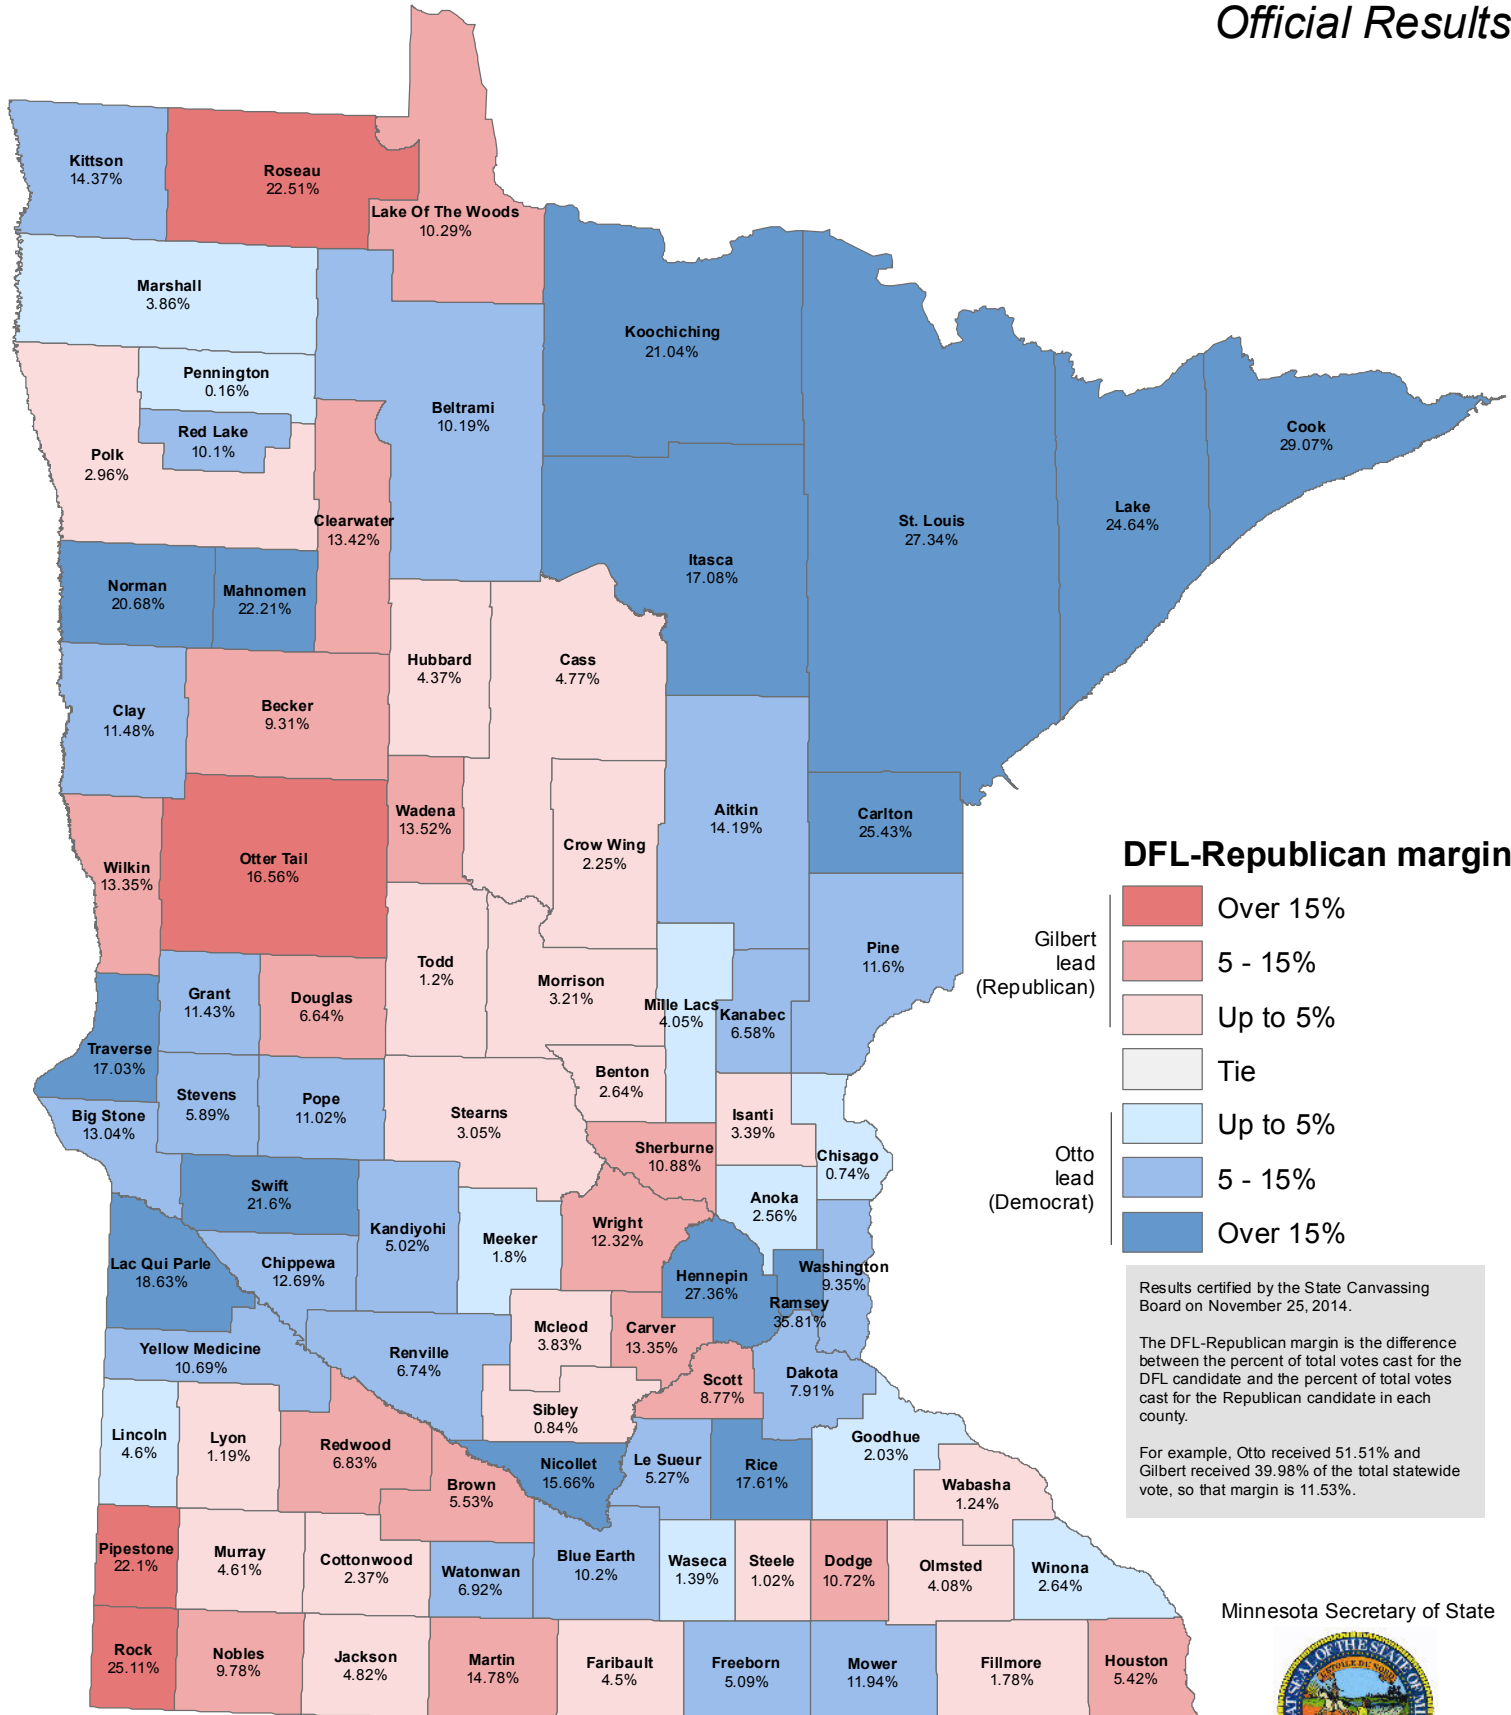 Official Results
Kittson
14.37%
Roseau
22.51%
Lake Of The Woods
10.29%
Marshall
3.86%
Koochiching
21.04%
Pennington
0.16%
Beltrami
10.19%
Red Lake
10.1%
Polk
2.96%
Cook
29.07%
Clearwater
13.42%
St. Louis
27.34%
Lake
24.64%
Itasca
17.08%
Norman
20.68%
Mahnomen
22.21%
Hubbard
4.37%
Cass
4.77%
Clay
11.48%
Becker
9.31%
Wadena
13.52%
Aitkin
14.19%
Carlton
25.43%
Crow Wing
2.25%
Otter Tail
16.56%
Wilkin
13.35%
Pine
11.6%
Todd
1.2%
Morrison
3.21%
Grant
11.43%
Douglas
6.64%
Mille Lacs
4.05%
Kanabec
6.58%
Traverse
17.03%
Benton
2.64%
Stevens
5.89%
Pope
11.02%
Stearns
3.05%
Isanti
3.39%
Big Stone
13.04%
Sherburne
10.88%
Chisago
0.74%
Swift
21.6%
Anoka
2.56%
Kandiyohi
5.02%
Meeker
1.8%
Wright
12.32%
Lac Qui Parle
18.63%
Chippewa
12.69%
Hennepin
27.36%
Washington
9.35%
Ramsey
35.81%
Mcleod
3.83%
Carver
13.35%
Yellow Medicine
10.69%
Renville
6.74%
Scott
8.77%
Dakota
7.91%
Sibley
0.84%
Lincoln
4.6%
Lyon
1.19%
Redwood
6.83%
Goodhue
2.03%
Nicollet
15.66%
Le Sueur
5.27%
Rice
17.61%
Brown
5.53%
Wabasha
1.24%
Pipestone
22.1%
Murray
4.61%
Cottonwood
2.37%
Watonwan
6.92%
Blue Earth
10.2%
Waseca
1.39%
Steele
1.02%
Dodge
10.72%
Olmsted
4.08%
Winona
2.64%
Rock
25.11%
Nobles
9.78%
Jackson
4.82%
Martin
14.78%
Faribault
4.5%
Freeborn
5.09%
Mower
11.94%
Fillmore
1.78%
Houston
5.42%
DFL-Republican margin
Gilbert
lead
(Republican)
Over 15%
5 - 15%
Up to 5%
Tie
Otto
lead
(Democrat)
Up to 5%
5 - 15%
Over 15%
Results certified by the State Canvassing
Board on November 25, 2014.
The DFL-Republican margin is the difference
between the percent of total votes cast for the
DFL candidate and the percent of total votes
cast for the Republican candidate in each
county.
For example, Otto received 51.51% and
Gilbert received 39.98% of the total statewide
vote, so that margin is 11.53%.
Minnesota Secretary of State